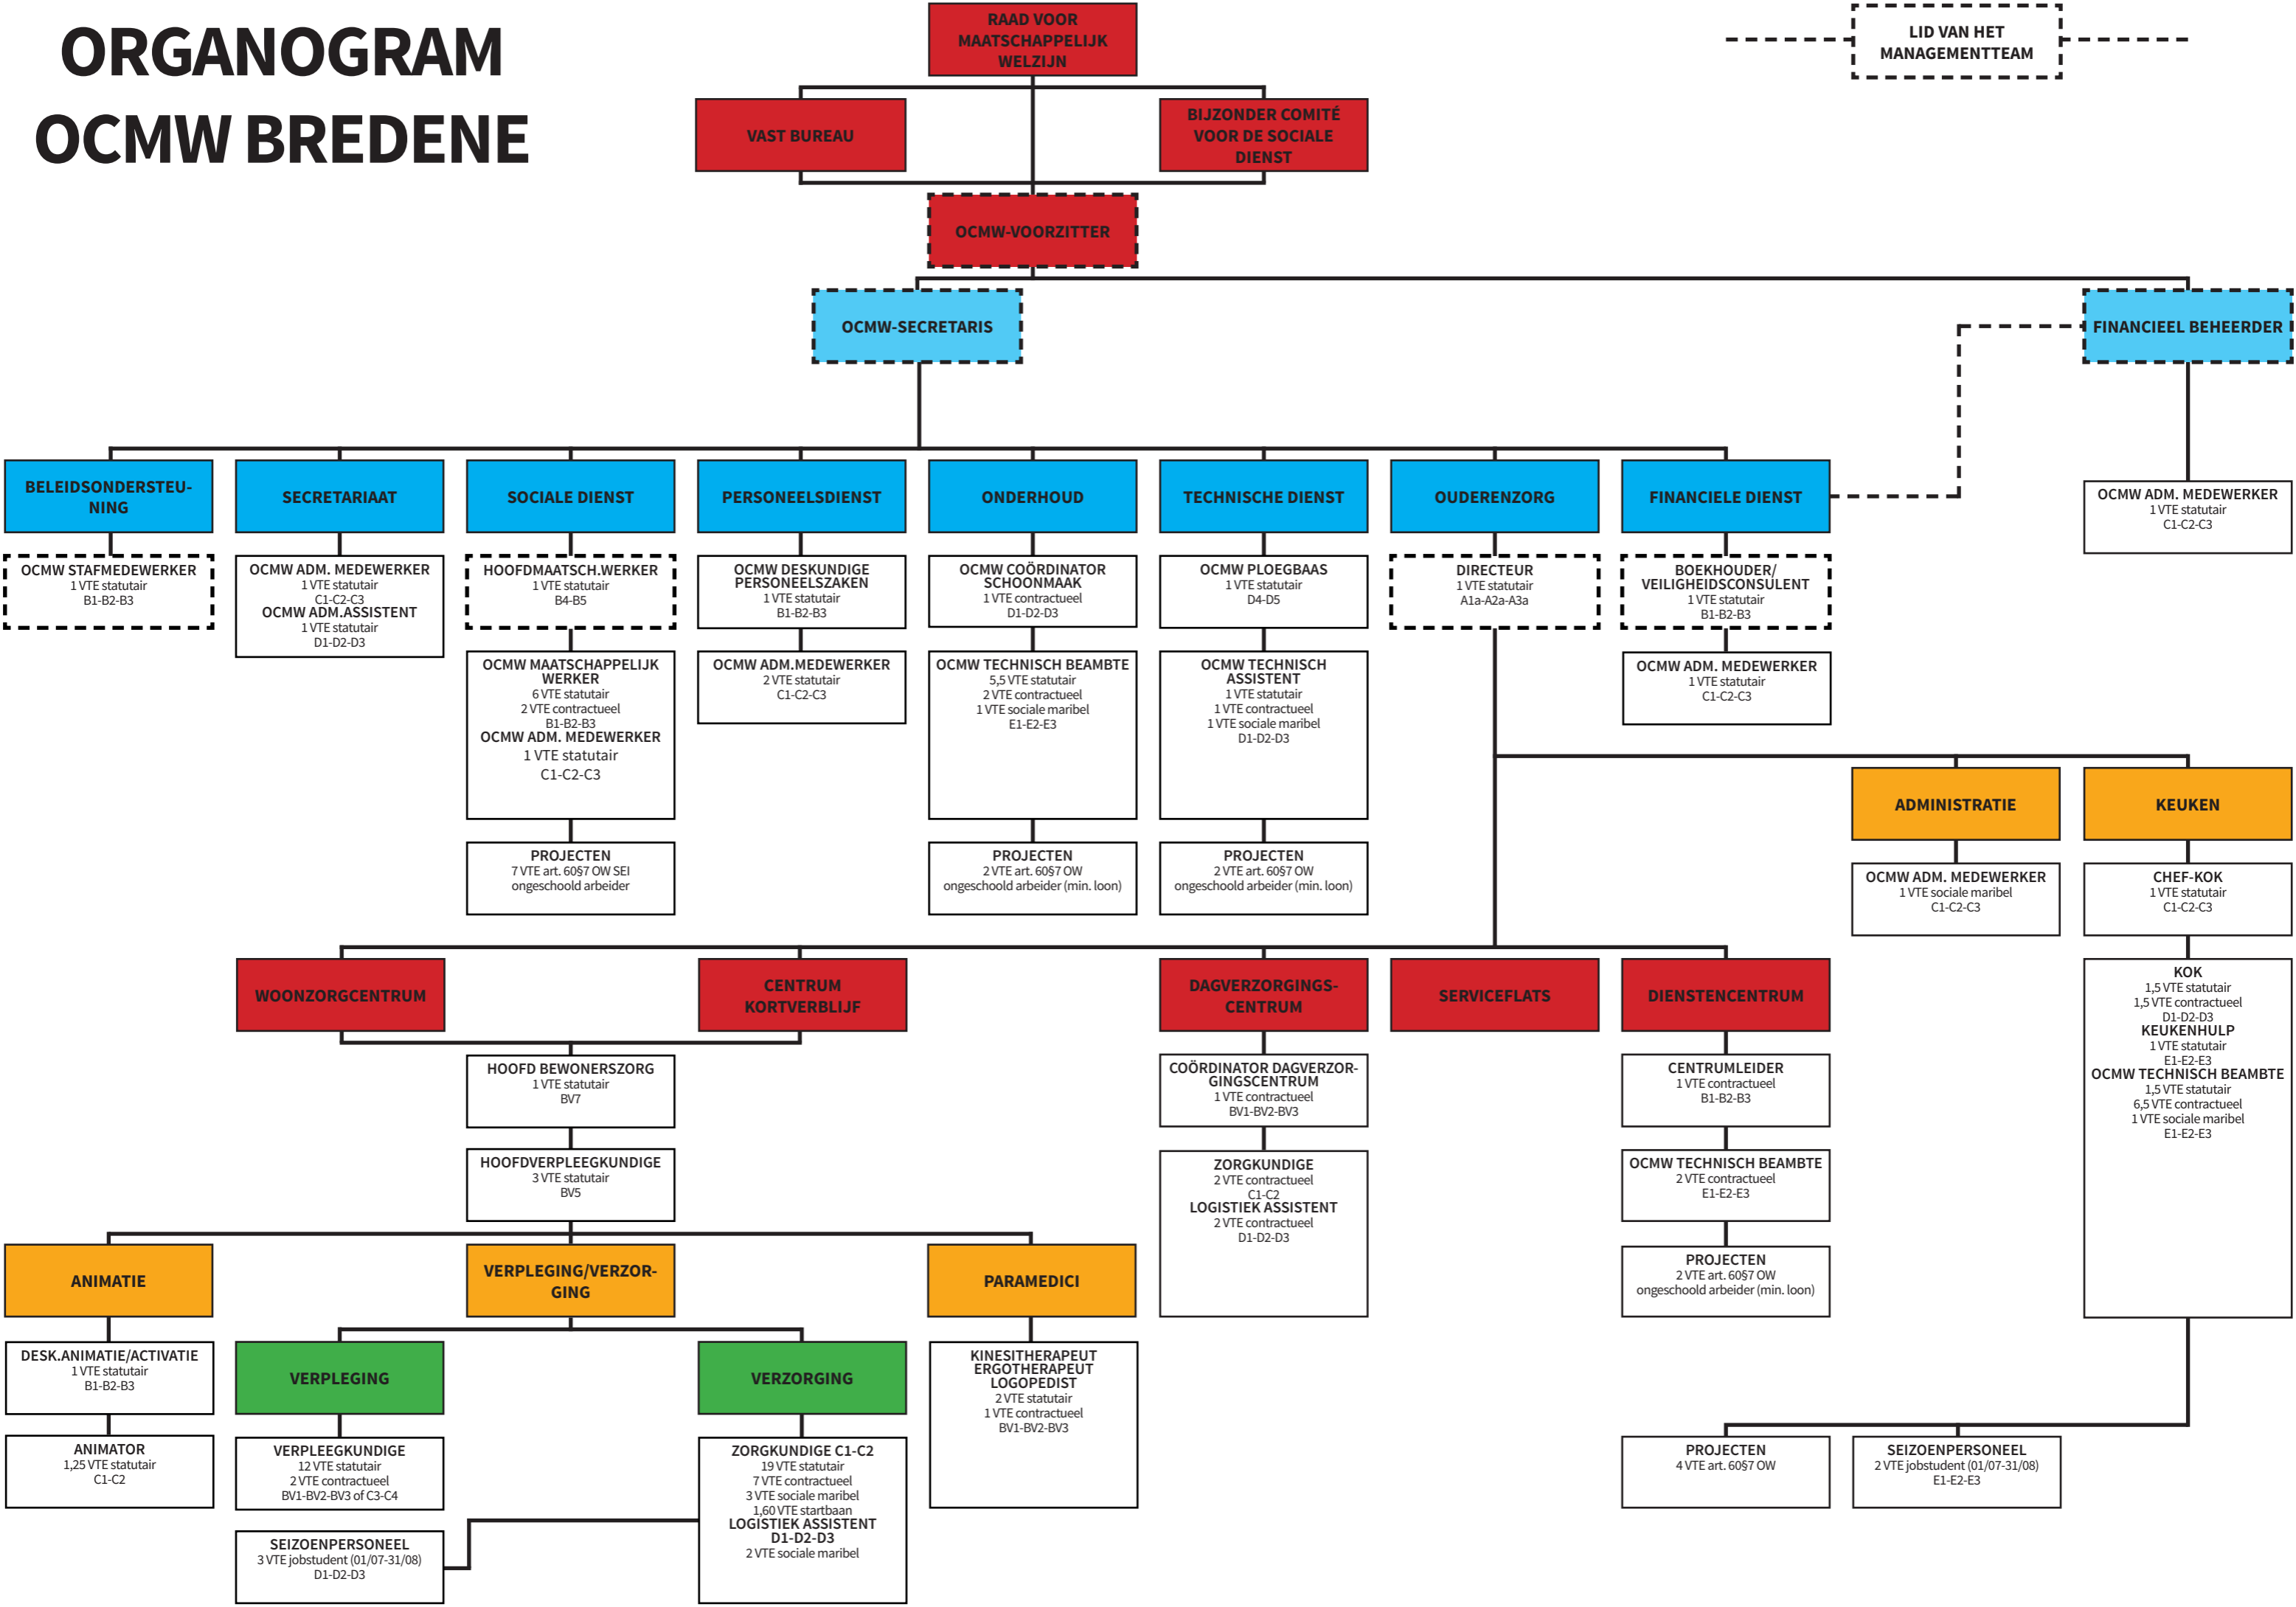 ORGANOGRAM
OCMW BREDENE
RAAD VOOR
MAATSCHAPPELIJK
WELZIJN
LID VAN HET
MANAGEMENTTEAM
VAST BUREAU
BIJZONDER COMITÉ
VOOR DE SOCIALE
DIENST
OCMW-VOORZITTER
OCMW-SECRETARIS
FINANCIEEL BEHEERDER
BELEIDSONDERSTEU-
NING
SECRETARIAAT
SOCIALE DIENST
PERSONEELSDIENST
ONDERHOUD
TECHNISCHE DIENST
OUDERENZORG
FINANCIELE DIENST
OCMW ADM. MEDEWERKER
1 VTE statutair
C1-C2-C3
OCMW STAFMEDEWERKER
1 VTE statutair
B1-B2-B3
OCMW ADM. MEDEWERKER
1 VTE statutair
C1-C2-C3
OCMW ADM.ASSISTENT
1 VTE statutair
D1-D2-D3
HOOFDMAATSCH.WERKER
1 VTE statutair
B4-B5
OCMW DESKUNDIGE
PERSONEELSZAKEN
1 VTE statutair
B1-B2-B3
OCMW COÖRDINATOR
SCHOONMAAK
1 VTE contractueel
D1-D2-D3
OCMW PLOEGBAAS
1 VTE statutair
D4-D5
DIRECTEUR
1 VTE statutair
A1a-A2a-A3a
BOEKHOUDER/
VEILIGHEIDSCONSULENT
1 VTE statutair
B1-B2-B3
OCMW MAATSCHAPPELIJK
WERKER
6 VTE statutair
2 VTE contractueel
B1-B2-B3
OCMW ADM. MEDEWERKER
1 VTE statutair
C1-C2-C3
OCMW ADM.MEDEWERKER
2 VTE statutair
C1-C2-C3
OCMW TECHNISCH BEAMBTE
5,5 VTE statutair
2 VTE contractueel
1 VTE sociale maribel
E1-E2-E3
OCMW TECHNISCH
ASSISTENT
1 VTE statutair
1 VTE contractueel
1 VTE sociale maribel
D1-D2-D3
OCMW ADM. MEDEWERKER
1 VTE statutair
C1-C2-C3
ADMINISTRATIE
KEUKEN
PROJECTEN
7 VTE art. 60§7 OW SEI
ongeschoold arbeider
PROJECTEN
2 VTE art. 60§7 OW
ongeschoold arbeider (min. loon)
PROJECTEN
2 VTE art. 60§7 OW
ongeschoold arbeider (min. loon)
OCMW ADM. MEDEWERKER
1 VTE sociale maribel
C1-C2-C3
CHEF-KOK
1 VTE statutair
C1-C2-C3
WOONZORGCENTRUM
CENTRUM
KORTVERBLIJF
DAGVERZORGINGS-
CENTRUM
SERVICEFLATS
DIENSTENCENTRUM
KOK
1,5 VTE statutair
1,5 VTE contractueel
D1-D2-D3
KEUKENHULP
1 VTE statutair
E1-E2-E3
OCMW TECHNISCH BEAMBTE
1,5 VTE statutair
6,5 VTE contractueel
1 VTE sociale maribel
E1-E2-E3
HOOFD BEWONERSZORG
1 VTE statutair
BV7
COÖRDINATOR DAGVERZOR-
GINGSCENTRUM
1 VTE contractueel
BV1-BV2-BV3
CENTRUMLEIDER
1 VTE contractueel
B1-B2-B3
HOOFDVERPLEEGKUNDIGE
3 VTE statutair
BV5
ZORGKUNDIGE
2 VTE contractueel
C1-C2
LOGISTIEK ASSISTENT
2 VTE contractueel
D1-D2-D3
OCMW TECHNISCH BEAMBTE
2 VTE contractueel
E1-E2-E3
ANIMATIE
VERPLEGING/VERZOR-
GING
PARAMEDICI
PROJECTEN
2 VTE art. 60§7 OW
ongeschoold arbeider (min. loon)
DESK.ANIMATIE/ACTIVATIE
1 VTE statutair
B1-B2-B3
VERPLEGING
VERZORGING
KINESITHERAPEUT
ERGOTHERAPEUT
LOGOPEDIST
2 VTE statutair
1 VTE contractueel
BV1-BV2-BV3
ANIMATOR
1,25 VTE statutair
C1-C2
VERPLEEGKUNDIGE
12 VTE statutair
2 VTE contractueel
BV1-BV2-BV3 of C3-C4
ZORGKUNDIGE C1-C2
19 VTE statutair
7 VTE contractueel
3 VTE sociale maribel
1,60 VTE startbaan
LOGISTIEK ASSISTENT
D1-D2-D3
2 VTE sociale maribel
PROJECTEN
4 VTE art. 60§7 OW
SEIZOENPERSONEEL
2 VTE jobstudent (01/07-31/08)
E1-E2-E3
SEIZOENPERSONEEL
3 VTE jobstudent (01/07-31/08)
D1-D2-D3